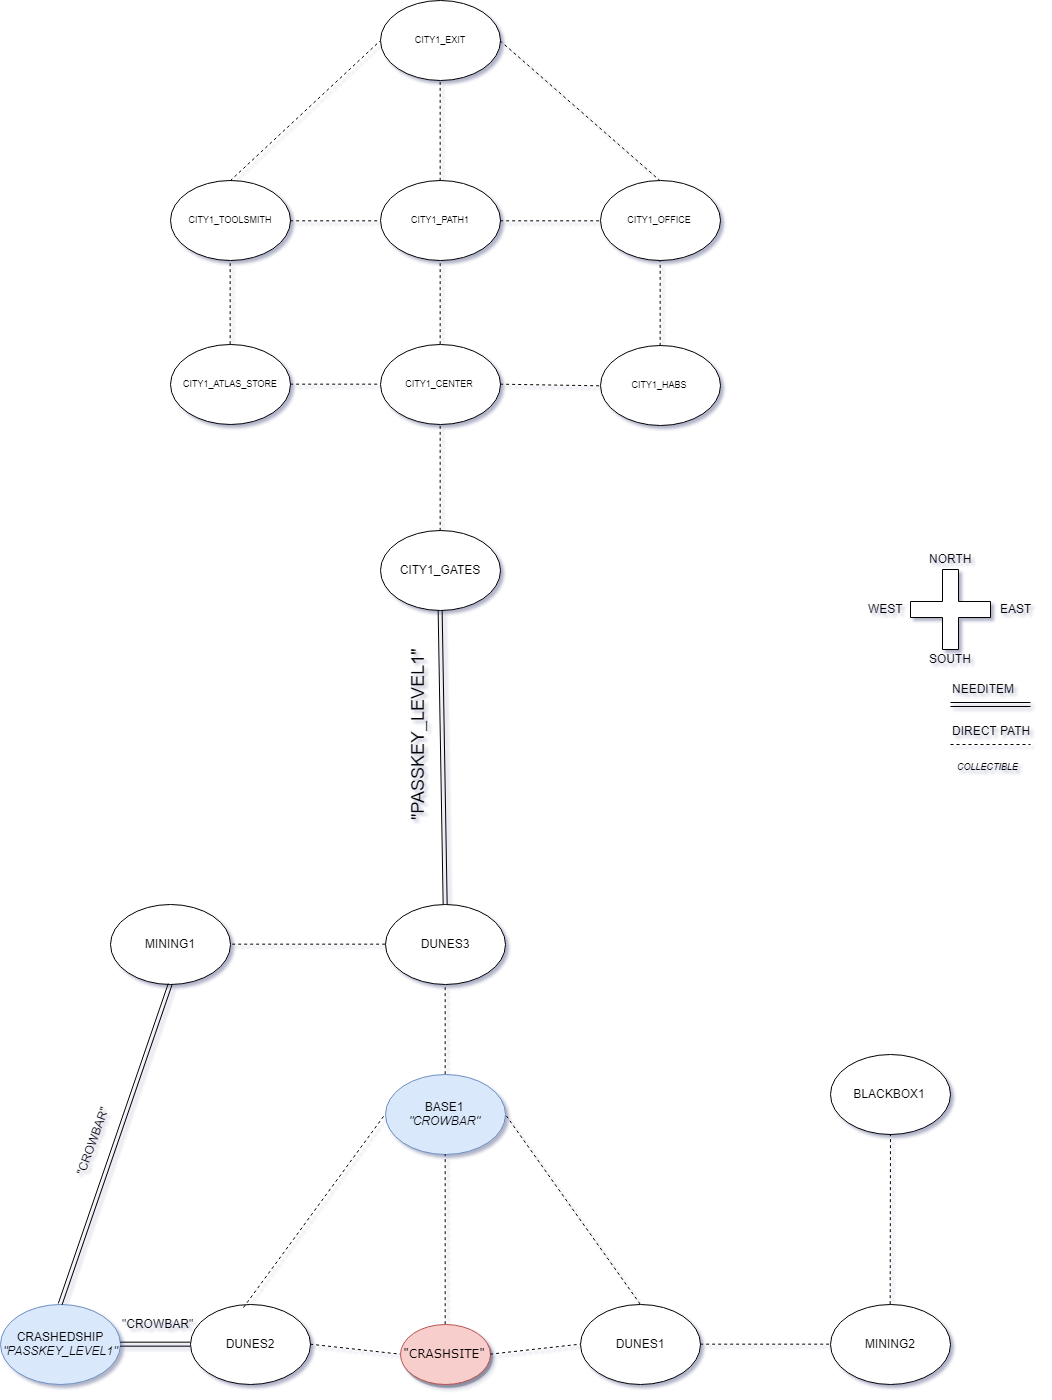 CITY1_EXIT
CITY1_TOOLSMITH
CITY1_PATH1
CITY1_OFFICE
CITY1_ATLAS_STORE
CITY1_CENTER
CITY1_HABS
CITY1_GATES
NORTH
WEST
EAST
SOUTH
NEEDITEM
DIRECT PATH
COLLECTIBLE
"PASSKEY_LEVEL1"
MINING1
DUNES3
BASE1
"CROWBAR"
BLACKBOX1
"CROWBAR"
CRASHEDSHIP
"PASSKEY_LEVEL1"
"CROWBAR"
DUNES2
"CRASHSITE"
DUNES1
MINING2